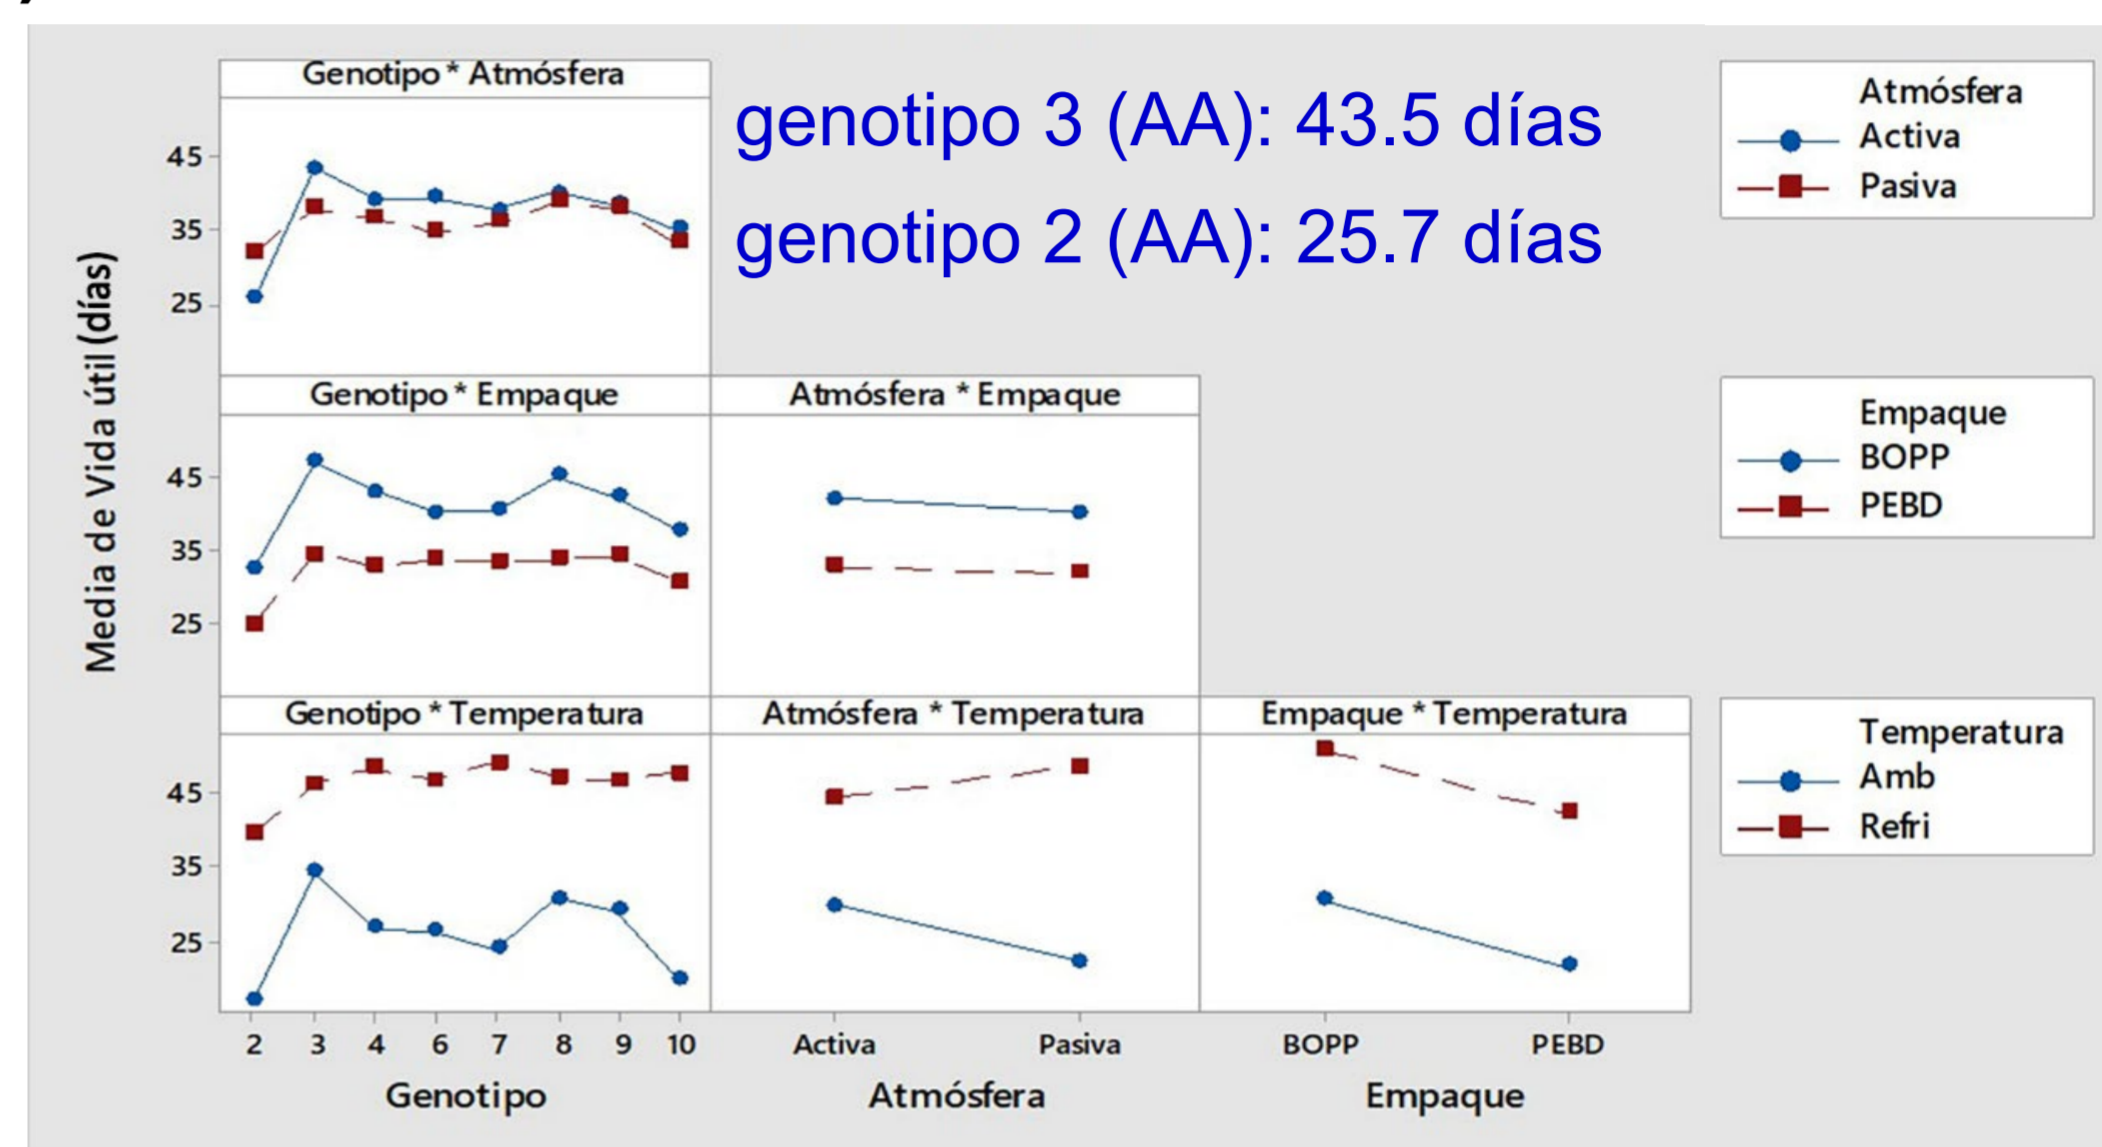 Genotipo * Atmósfera
genotipo 3 (AA): 43.5 días
genotipo 2 (AA): 25.7 días
Atmósfera
Activa
Pasiva
45
35
25
Media de Vida útil (días)
Genotipo * Empaque
Atmósfera * Empaque
Empaque
BOPP
PEBD
45
35
25
Genotipo * Temperatura
Atmósfera * Temperatura
Empaque * Temperatura
Temperatura
Amb
Refri
45
35
25
2 3 4 6 7 8 9 10
Activa Pasiva
BOPP PEBD
Genotipo
Atmósfera
Empaque